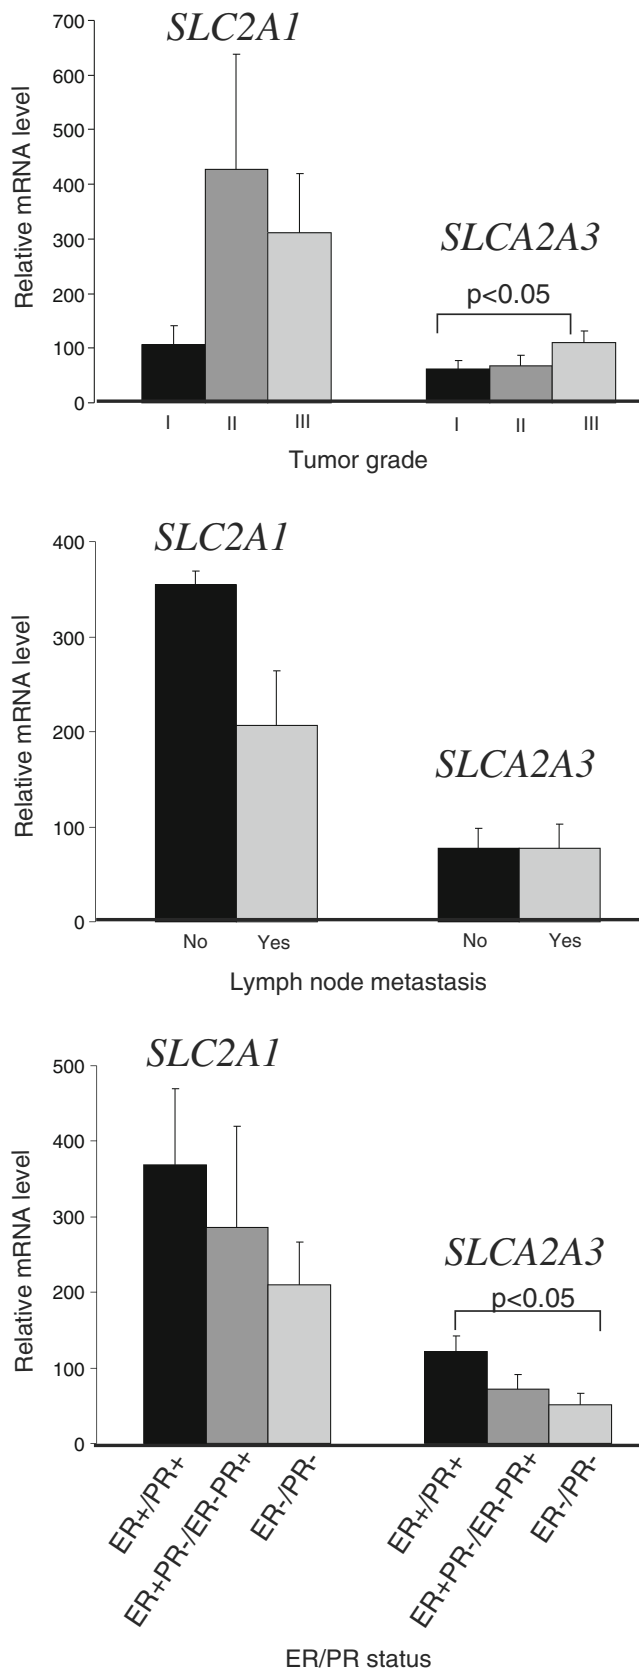 SLC2A1
700
600
500
400
300
200
100
0
Relative mRNA level
SLCA2A3
p<0.05
I II III I II III
Tumor grade
SLC2A1
400
300
200
100
0
Relative mRNA level
SLCA2A3
No Yes No Yes
Lymph node metastasis
SLC2A1
500
400
300
200
100
0
Relative mRNA level
SLCA2A3
p<0.05
ER+/PR+
ER+PR-/ER-PR+
ER-/PR-
ER+/PR+
ER+PR-/ER-PR+
ER-/PR-
ER/PR status